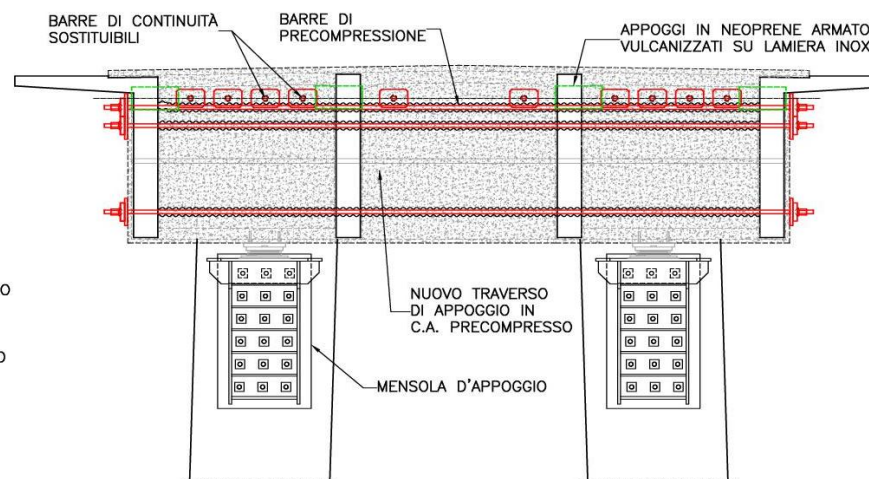 BARRE DI CONTINUITÀ
SOSTITUIBILI
BARRE DI
PRECOMPRESSIONE
APPOGGI IN NEOPRENE ARMATO
VULCANIZZATI SU LAMIERA INOX
NUOVO TRAVERSO
DI APPOGGIO IN
C.A. PRECOMPRESSO
MENSOLA D'APPOGGIO